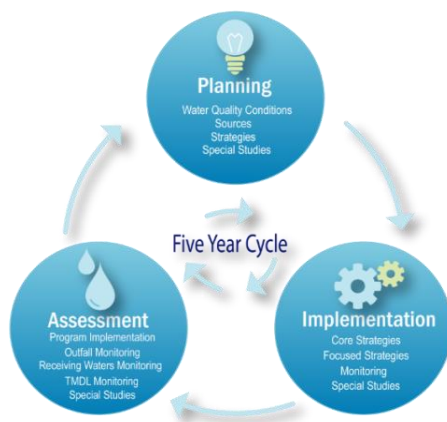 Planning
Water Quality Conditions
Sources
Strategies
Special Studies
Five Year Cycle
Assessment
Program Implementation
Outfall Monitoring
Receiving Waters Monitoring
TMDL Monitoring
Special Studies
Implementation
Core Strategies
Focused Strategies
Monitoring
Special Studies